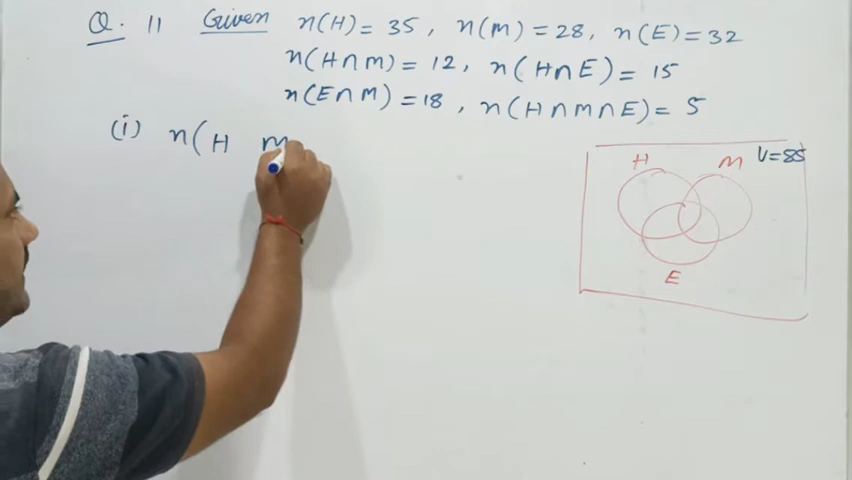 Q. 11 Given n(H) = 35, n(M) = 28, n(E) = 32
n(H∩M) = 12, n(H∩E) = 15
n(E∩M) = 18, n(H∩M∩E) = 5
(i) n(H M
H M U=85
E